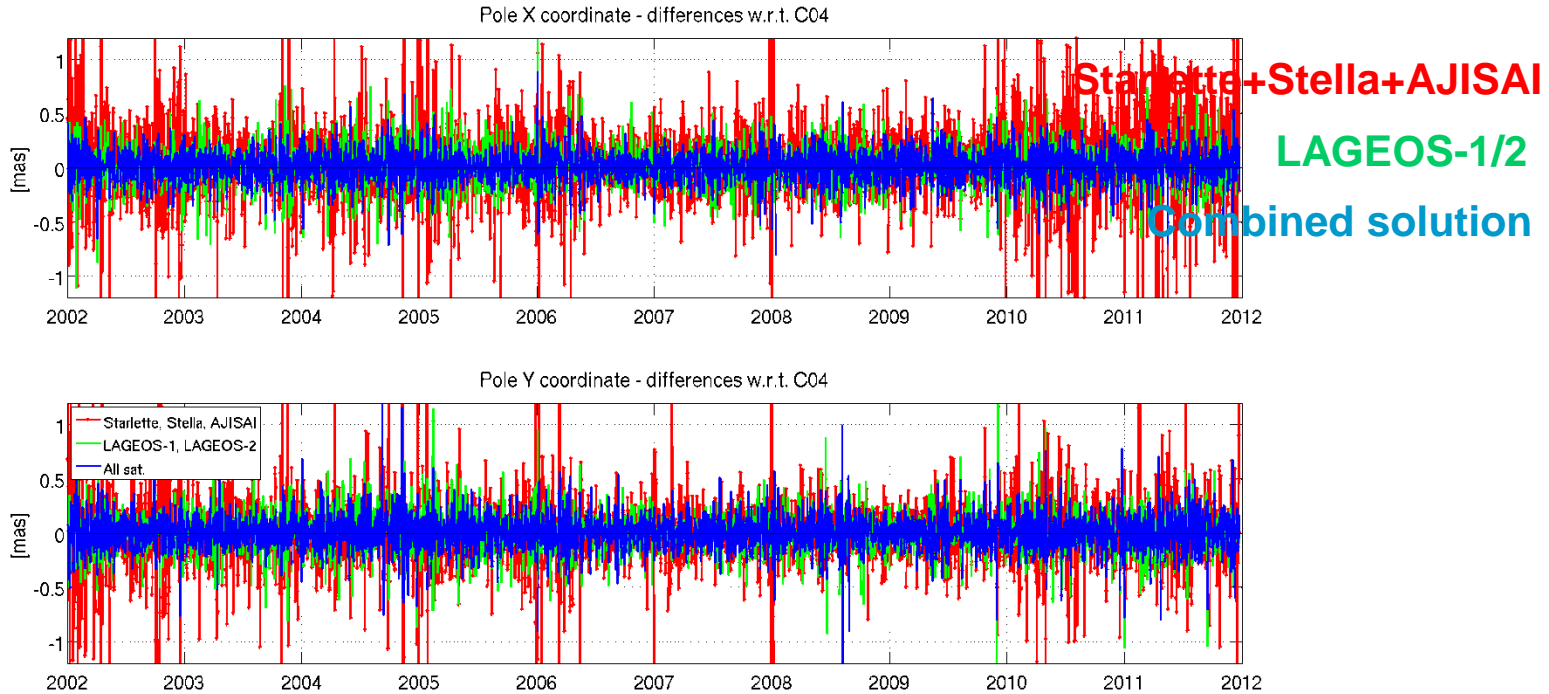 Pole X coordinate - differences w.r.t. C04
1
0.5
0
-0.5
-1
[mas]
2002 2003 2004 2005 2006 2007 2008 2009 2010 2011 2012
Starlette+Stella+AJISAI
LAGEOS-1/2
Combined solution
Pole Y coordinate - differences w.r.t. C04
Starlette, Stella, AJISAI
LAGEOS-1, LAGEOS-2
All sat.
1
0.5
0
-0.5
-1
[mas]
2002 2003 2004 2005 2006 2007 2008 2009 2010 2011 2012